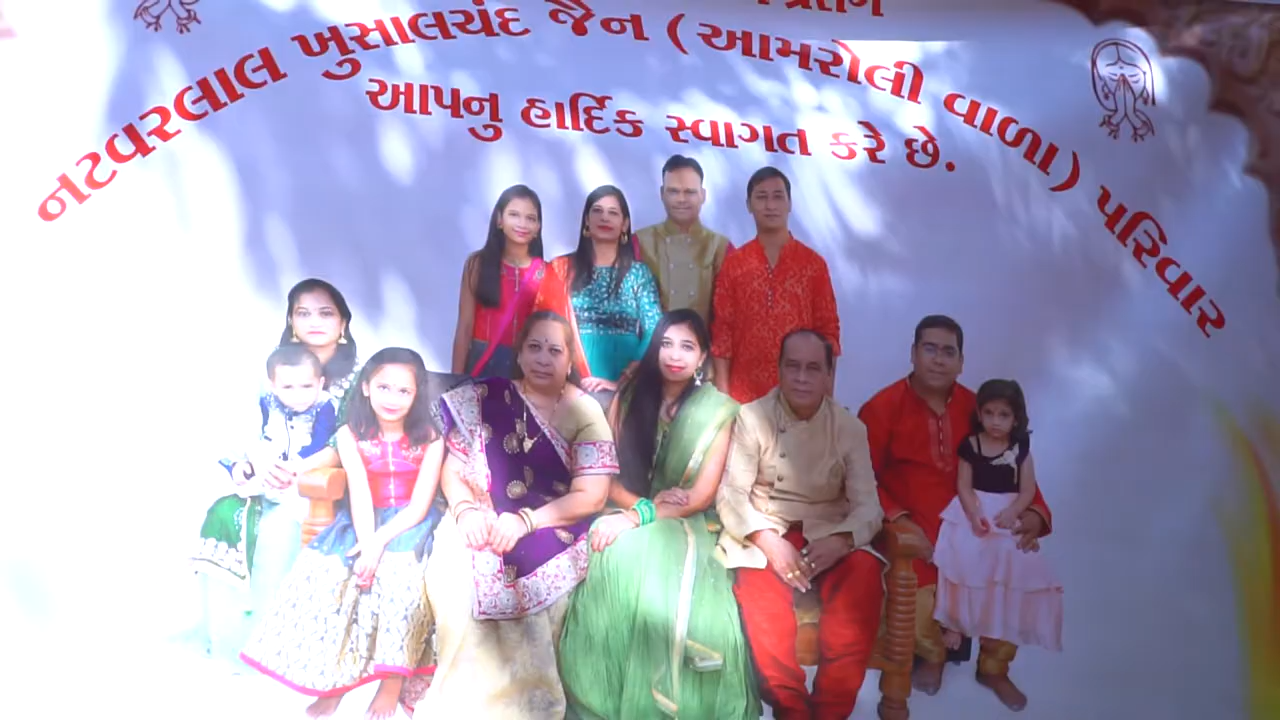 નટવરલાલ ખુસાલચંદ જૈન (આમરોલી વાળા) પરિવાર
આપનુ હાર્દિક સ્વાગત કરે છે.